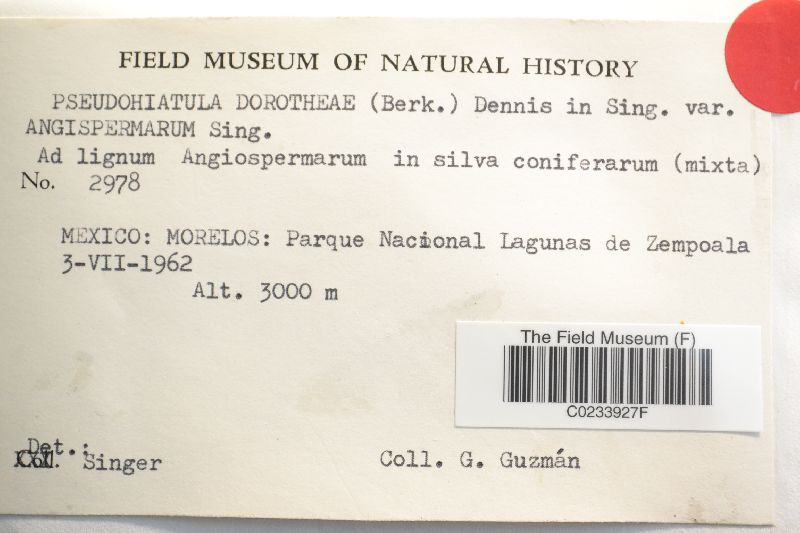 FIELD MUSEUM OF NATURAL HISTORY
PSEUDOHIATULA DOROTHEAE (Berk.) Dennis in Sing. var.
ANGISPERMARUM Sing.
Ad lignum Angiospermarum in silva coniferarum (mixta)
No. 2978
MEXICO: MORELOS: Parque Nacional Lagunas de Zempoala
3-VII-1962
Alt. 3000 m
The Field Museum (F)
C0233927F
Det.:
Singer
Coll. G. Guzmán